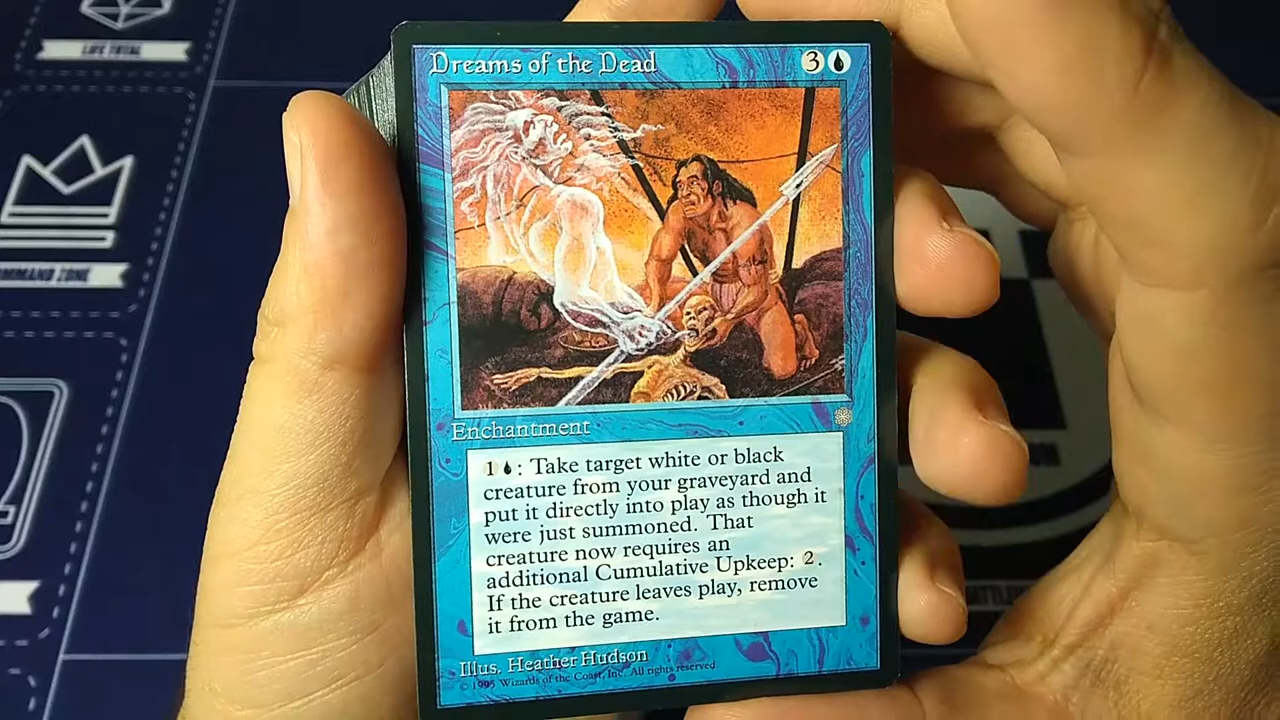 LIFE TOTAL
Dreams of the Dead
3
COMMAND ZONE
Enchantment
1 : Take target white or black
creature from your graveyard and
put it directly into play as though it
were just summoned. That
creature now requires an
additional Cumulative Upkeep: 2.
If the creature leaves play, remove
it from the game.
Illus. Heather Hudson
© 1995 Wizards of the Coast, Inc. All rights reserved.